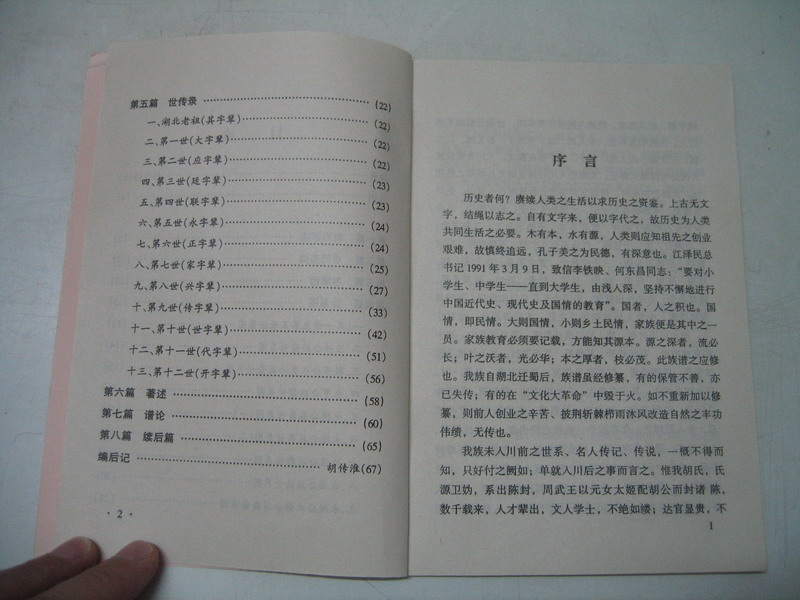 第五篇 世传录 (22)
一、湖北老祖(其字辈) (22)
二、第一世(大字辈) (22)
三、第二世(应字辈) (22)
四、第三世(廷字辈) (23)
五、第四世(联字辈) (23)
六、第五世(永字辈) (24)
七、第六世(正字辈) (24)
八、第七世(家字辈) (25)
九、第八世(兴字辈) (27)
十、第九世(传字辈) (33)
十一、第十世(世字辈) (42)
十二、第十一世(代字辈) (51)
十三、第十二世(开字辈) (56)
第六篇 著述 (58)
第七篇 谱论 (60)
第八篇 续后篇 (65)
编后记 胡传淮(67)
· 2 ·
序言
历史者何？赓续人类之生活以求历史之资鉴。上古无文
字，结绳以志之。自有文字来，便以字代之，故历史为人类
共同生活之必要。木有本，水有源，人类则应知祖先之创业
艰难，故慎终追远，孔子美之为民德，有深意也。江泽民总
书记1991年3月9日，致信李铁映、何东昌同志：“要对小
学生、中学生——直到大学生，由浅人深，坚持不懈地进行
中国近代史、现代史及国情的教育”。国者，人之积也。国
情，即民情。大则国情，小则乡土民情，家族便是其中之一
员。家族教育必须要记载，方能知其源本。源之深者，流必
长；叶之沃者，光必华；本之厚者，枝必茂。此族谱之应修
也。我族自湖北迁蜀后，族谱虽经修纂，有的保管不善，亦
已失传；有的在“文化大革命”中毁于火。如不重新加以修
纂，则前人创业之辛苦、披荆斩棘栉雨沐风改造自然之丰功
伟绩，无传也。
我族未入川前之世系、名人传记、传说，一概不得而
知，只好付之阙如；单就入川后之事而言之。惟我胡氏，氏
源卫妫，系出陈封，周武王以元女太姬配胡公而封诸 陈，
数千载来，人才辈出，文人学士，不绝如缕；达官显贵，不
1